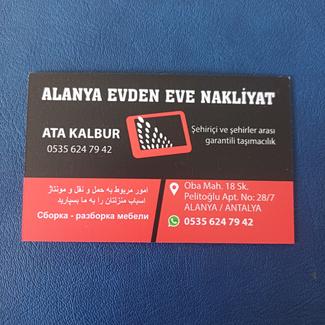 ALANYA EVDEN EVE NAKLİYAT
ATA KALBUR
0535 624 79 42
Şehiriçi ve şehirler arası
garantili taşımacılık
امور مربوط به حمل و نقل و مونتاژ
اسباب منزلتان را به ما بسپارید
Сборка - разборка мебели
Oba Mah. 18 Sk.
Pelitoğlu Apt. No: 28/7
ALANYA / ANTALYA
0535 624 79 42